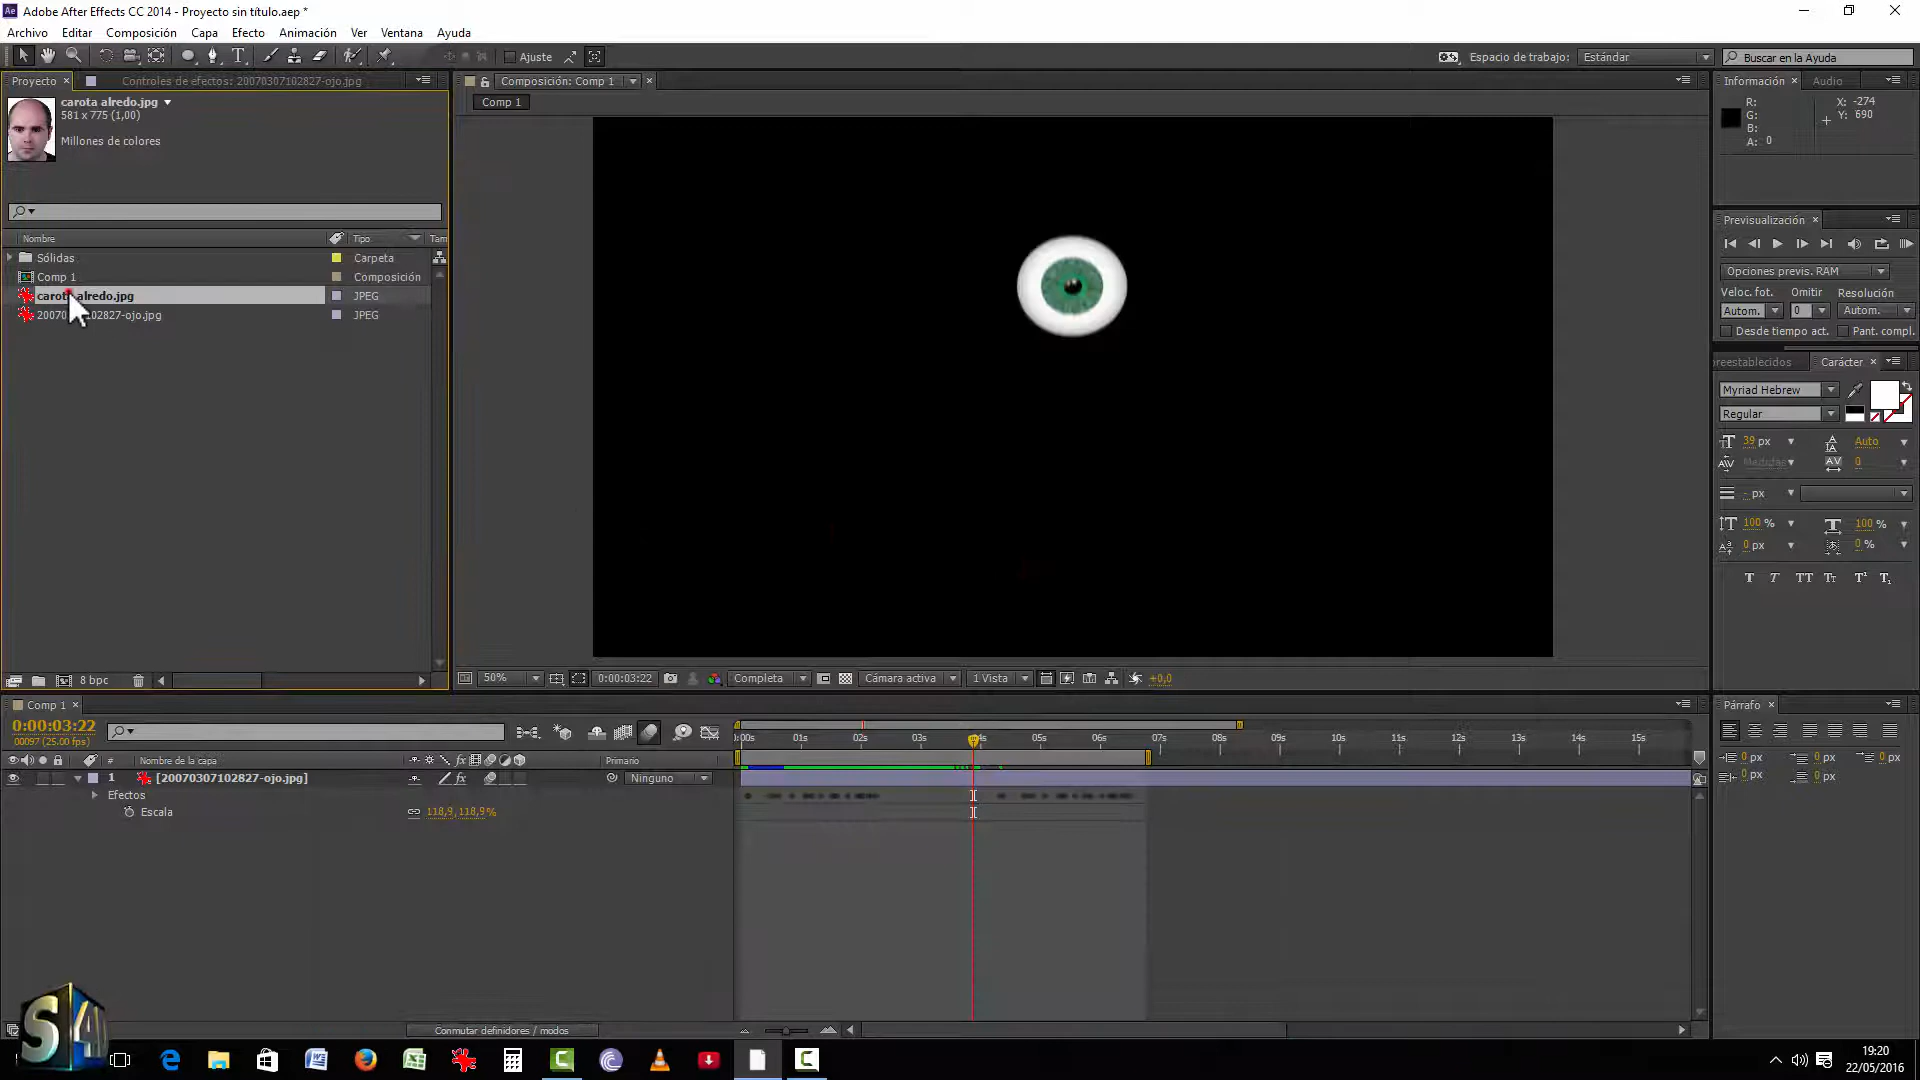 Adobe After Effects CC 2014 - Proyecto sin título.aep *
Archivo Editar Composición Capa Efecto Animación Ver Ventana Ayuda
Ajuste
Espacio de trabajo: Estándar
Buscar en la Ayuda
Proyecto
Controles de efectos: 20070307102827-ojo.jpg
carota alredo.jpg
581 x 775 (1,00)
Millones de colores
Nombre Tipo Tam
Sólidas Carpeta
Comp 1 Composición
alredo.jpg JPEG
102827-ojo.jpg JPEG
8 bpc
Composición: Comp 1
Comp 1
50%
0:00:03:22
Completa
Cámara activa
1 Vista
+0,0
Información Audio
R: X: -274
G: Y: 690
B:
A: 0
Previsualización
Opciones previs. RAM
Veloc. fot. Omitir Resolución
Autom. 0 Autom.
Desde tiempo act. Pant. compl.
reestablecidos Carácter
Myriad Hebrew
Regular
39 px Auto
Métricas 0
- px
100 % 100 %
0 px 0 %
T T TT Tr T¹ T₁
Comp 1
0:00:03:22
00097 (25.00 fps)
:00s 01s 02s 03s 04s 05s 06s 07s 08s 09s 10s 11s 12s 13s 14s 15s
# Nombre de la capa fx Primario
1 [20070307102827-ojo.jpg] fx Ninguno
Efectos
Escala 118,9,118,9%
Conmutar definidores / modos
Párrafo
0 px 0 px 0 px
0 px 0 px
S4
19:20
22/05/2016